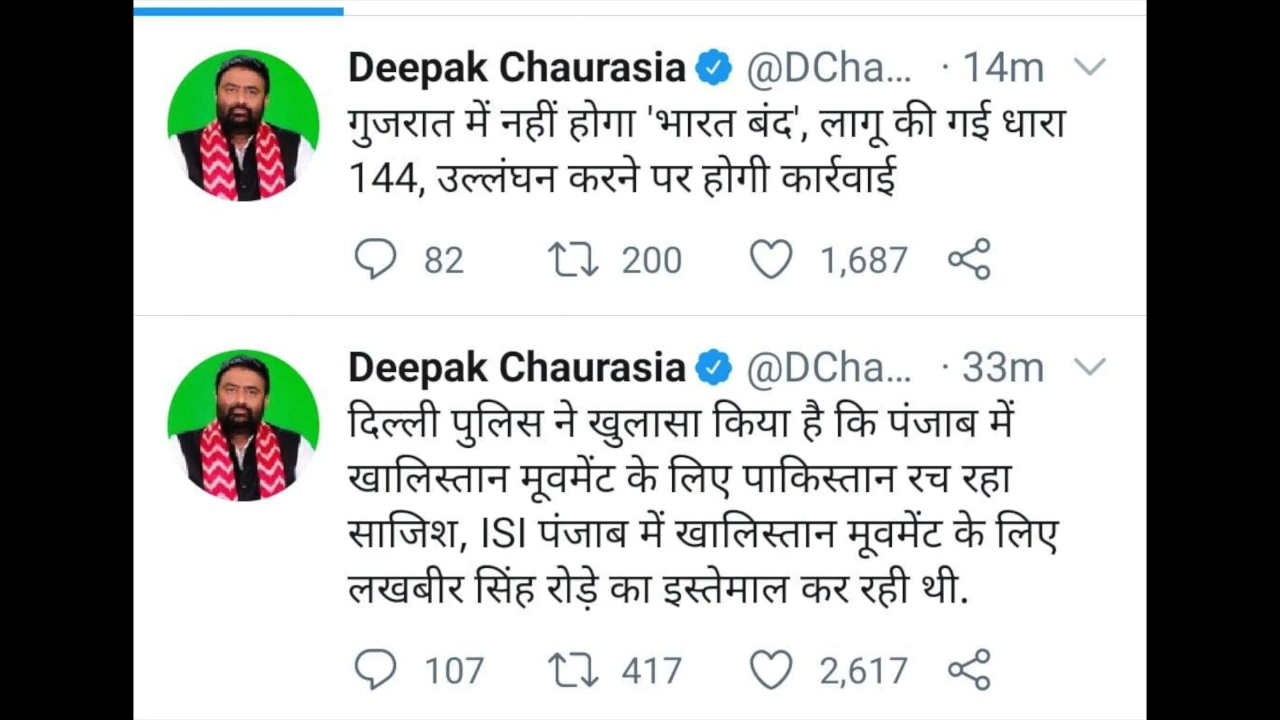 Deepak Chaurasia @DCha... · 14m
गुजरात में नहीं होगा 'भारत बंद', लागू की गई धारा
144, उल्लंघन करने पर होगी कार्रवाई
82 200 1,687
Deepak Chaurasia @DCha... · 33m
दिल्ली पुलिस ने खुलासा किया है कि पंजाब में
खालिस्तान मूवमेंट के लिए पाकिस्तान रच रहा
साजिश, ISI पंजाब में खालिस्तान मूवमेंट के लिए
लखबीर सिंह रोड़े का इस्तेमाल कर रही थी.
107 417 2,617